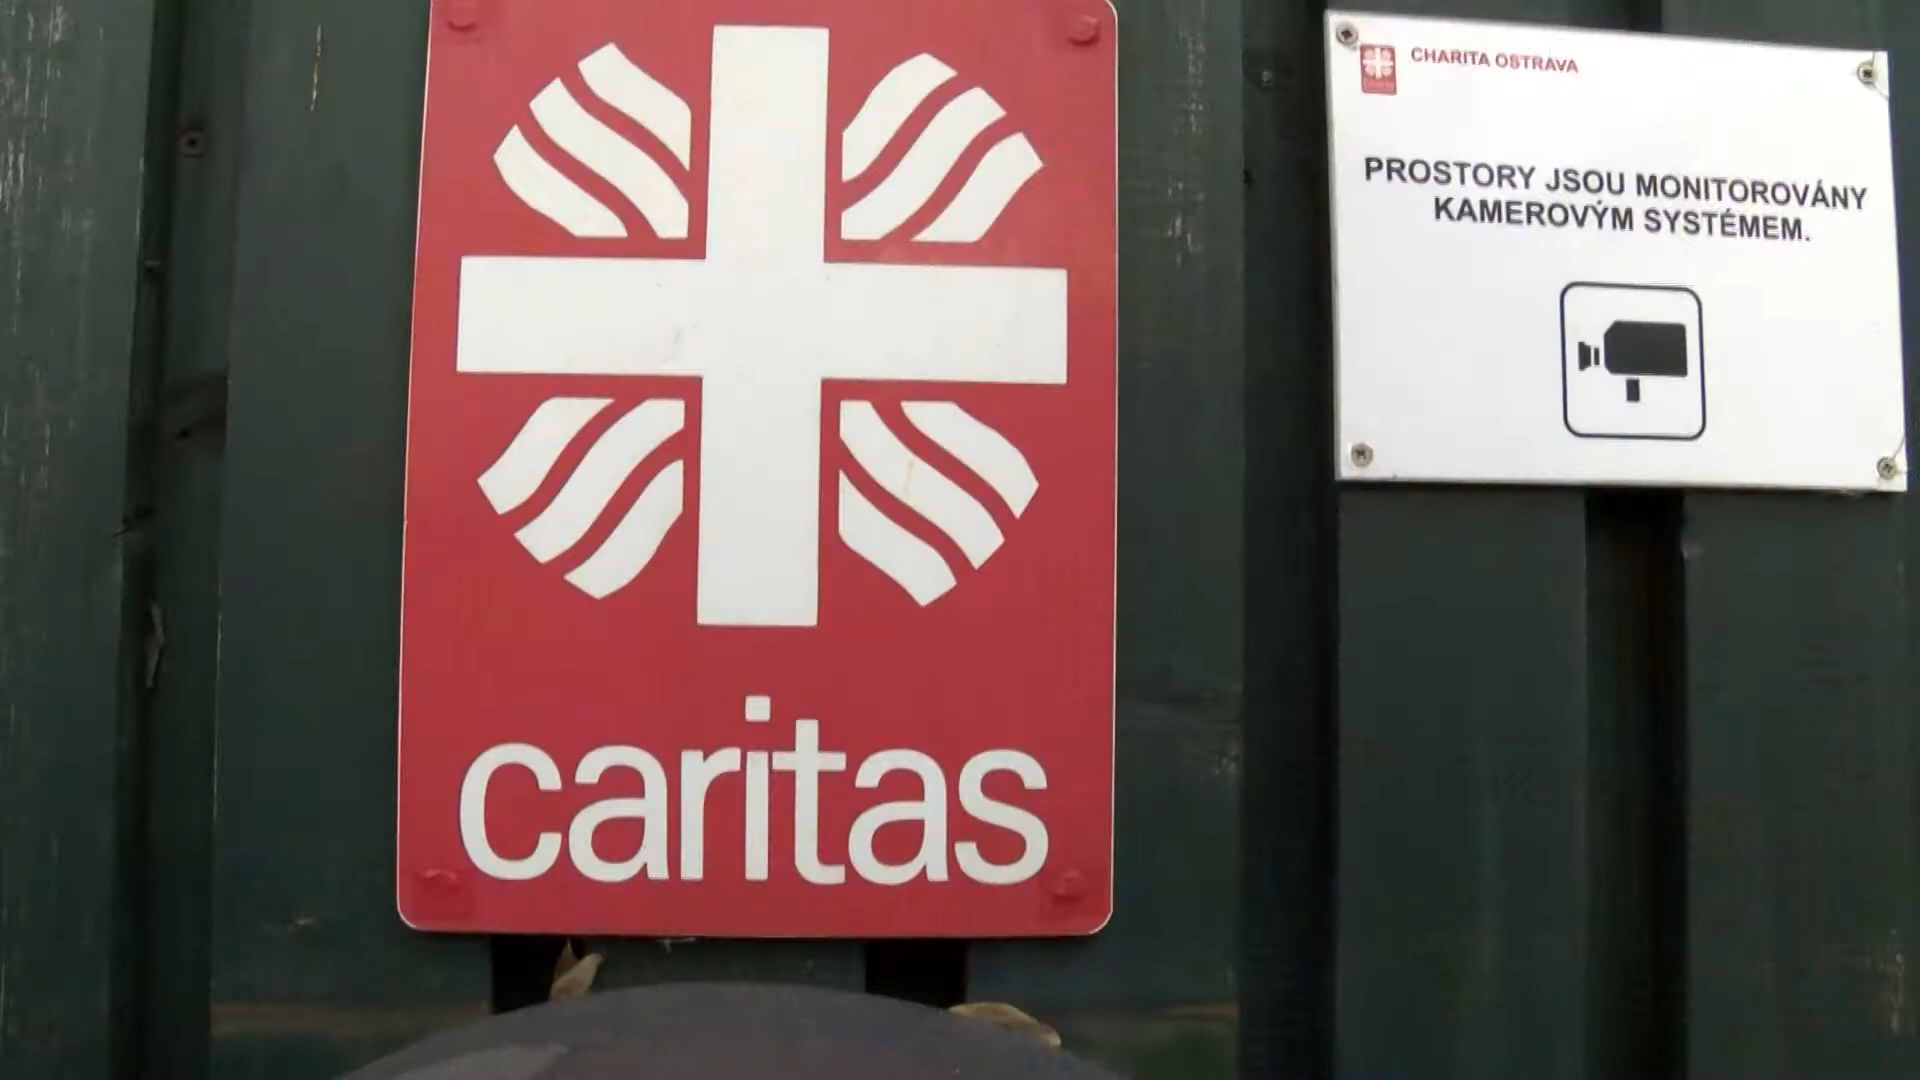 caritas
CHARITA OSTRAVA
PROSTORY JSOU MONITOROVÁNY
KAMEROVÝM SYSTÉMEM.